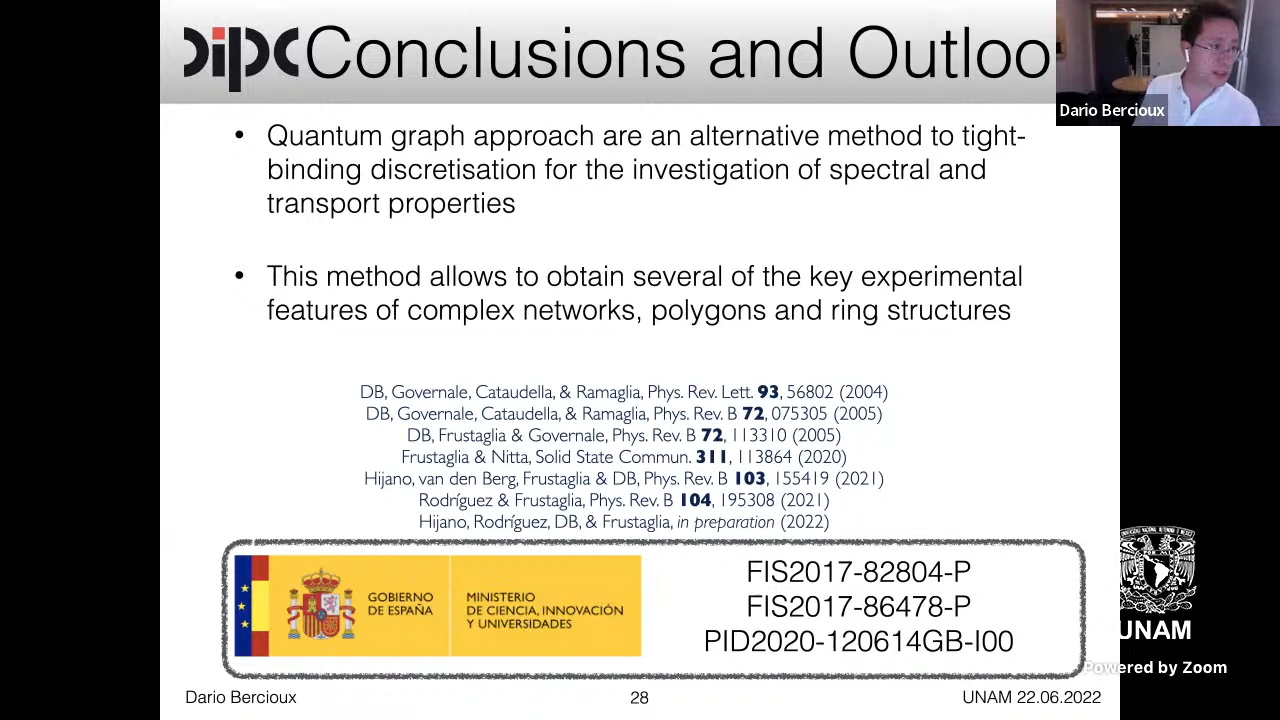 dipc Conclusions and Outloo
Dario Bercioux
• Quantum graph approach are an alternative method to tight-
binding discretisation for the investigation of spectral and
transport properties
• This method allows to obtain several of the key experimental
features of complex networks, polygons and ring structures
DB, Governale, Cataudella, & Ramaglia, Phys. Rev. Lett. 93, 56802 (2004)
DB, Governale, Cataudella, & Ramaglia, Phys. Rev. B 72, 075305 (2005)
DB, Frustaglia & Governale, Phys. Rev. B 72, 113310 (2005)
Frustaglia & Nitta, Solid State Commun. 311, 113864 (2020)
Hijano, van den Berg, Frustaglia & DB, Phys. Rev. B 103, 155419 (2021)
Rodríguez & Frustaglia, Phys. Rev. B 104, 195308 (2021)
Hijano, Rodríguez, DB, & Frustaglia, in preparation (2022)
GOBIERNO
DE ESPAÑA
MINISTERIO
DE CIENCIA, INNOVACIÓN
Y UNIVERSIDADES
FIS2017-82804-P
FIS2017-86478-P
PID2020-120614GB-I00
UNAM
Powered by Zoom
Dario Bercioux
28
UNAM 22.06.2022